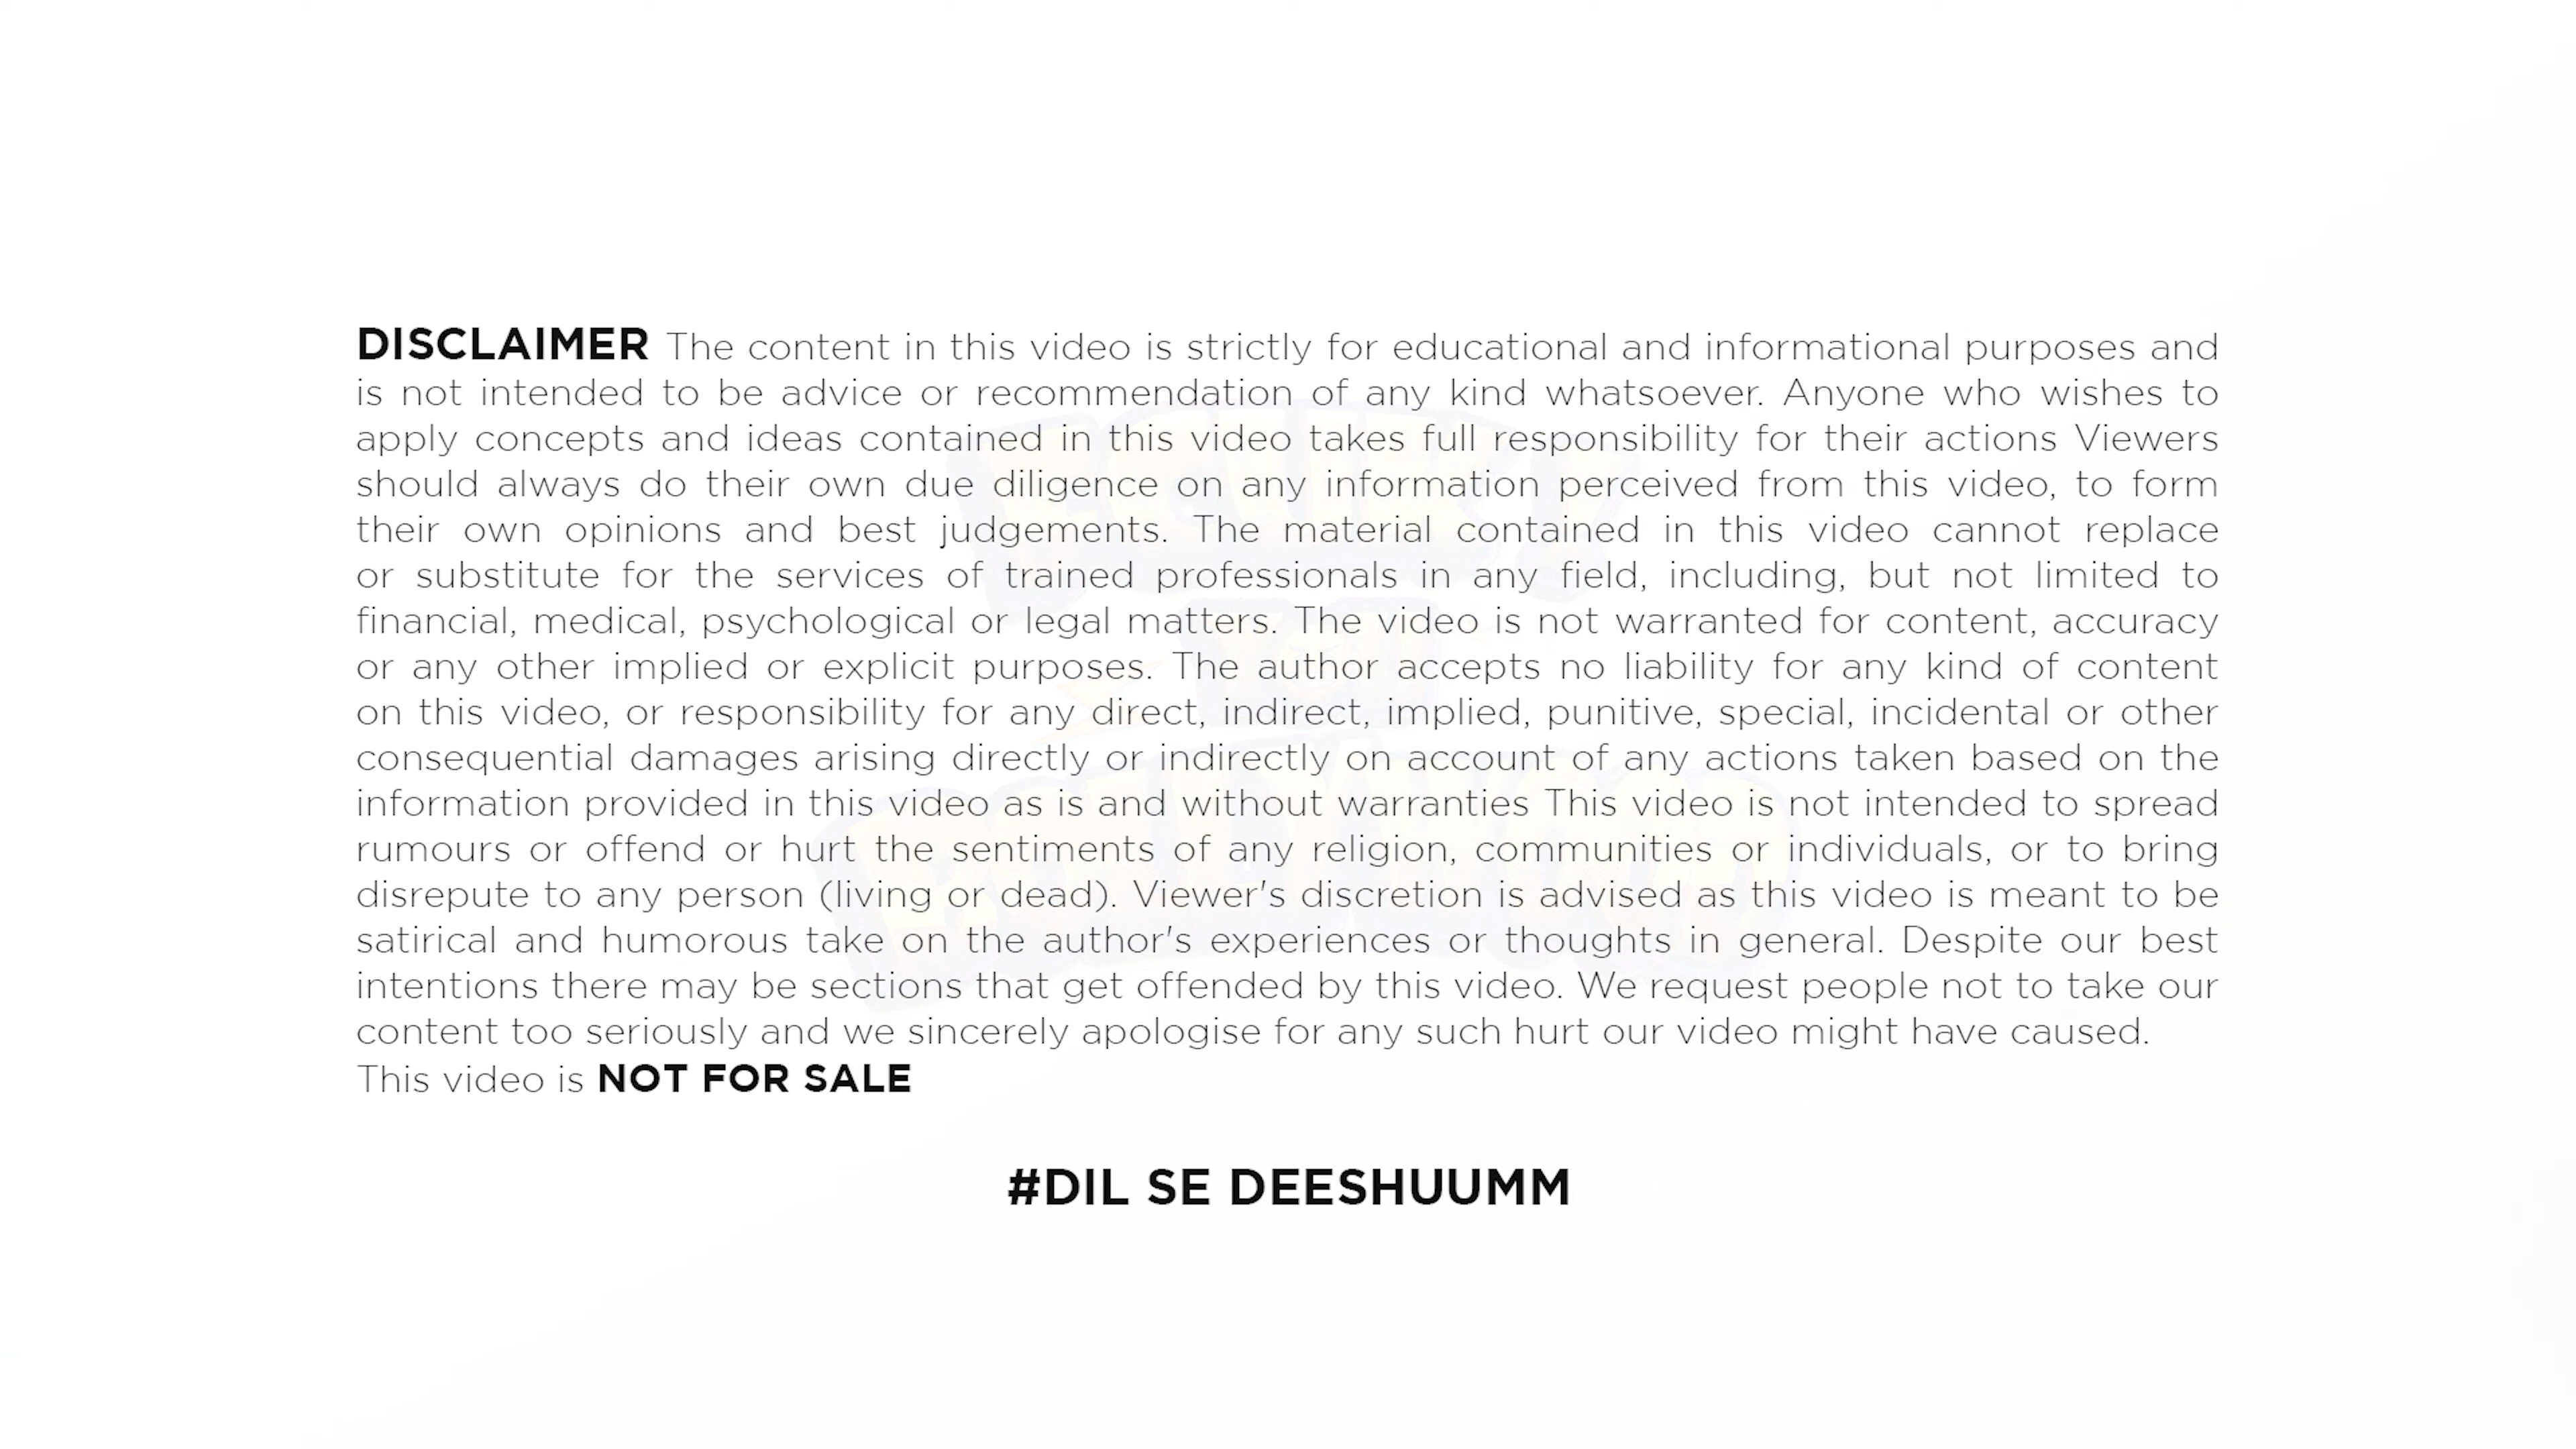 DISCLAIMER The content in this video is strictly for educational and informational purposes and
is not intended to be advice or recommendation of any kind whatsoever. Anyone who wishes to
apply concepts and ideas contained in this video takes full responsibility for their actions Viewers
should always do their own due diligence on any information perceived from this video, to form
their own opinions and best judgements. The material contained in this video cannot replace
or substitute for the services of trained professionals in any field, including, but not limited to
financial, medical, psychological or legal matters. The video is not warranted for content, accuracy
or any other implied or explicit purposes. The author accepts no liability for any kind of content
on this video, or responsibility for any direct, indirect, implied, punitive, special, incidental or other
consequential damages arising directly or indirectly on account of any actions taken based on the
information provided in this video as is and without warranties This video is not intended to spread
rumours or offend or hurt the sentiments of any religion, communities or individuals, or to bring
disrepute to any person (living or dead). Viewer's discretion is advised as this video is meant to be
satirical and humorous take on the author's experiences or thoughts in general. Despite our best
intentions there may be sections that get offended by this video. We request people not to take our
content too seriously and we sincerely apologise for any such hurt our video might have caused.
This video is NOT FOR SALE
#DIL SE DEESHUUMM